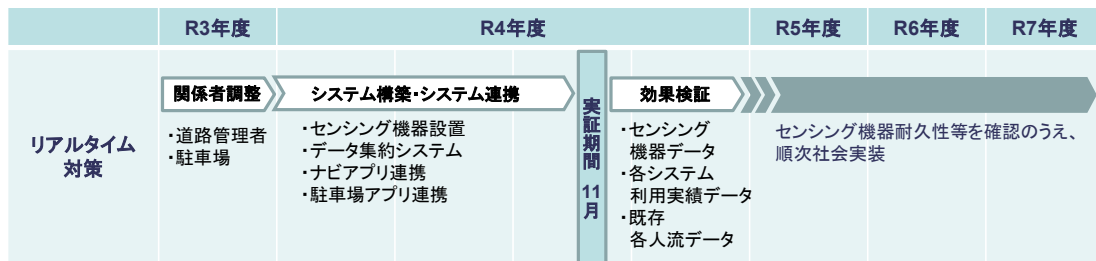 R3年度 R4年度 R5年度 R6年度 R7年度
リアルタイム
対策
関係者調整
・道路管理者
・駐車場
システム構築・システム連携
・センシング機器設置
・データ集約システム
・ナビアプリ連携
・駐車場アプリ連携
実証期間 11月
効果検証
・センシング
機器データ
・各システム
利用実績データ
・既存
各人流データ
センシング機器耐久性等を確認のうえ、
順次社会実装